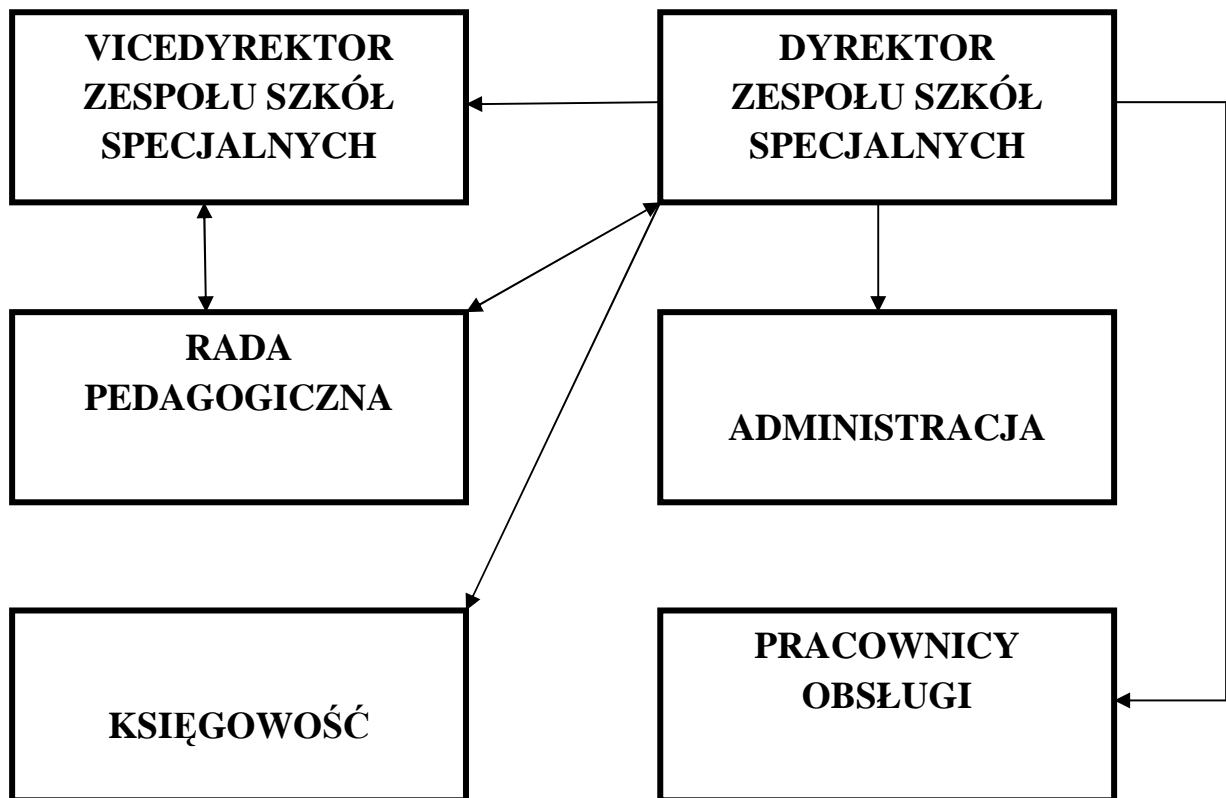 VICEDYREKTOR
ZESPOŁU SZKÓŁ
SPECJALNYCH
DYREKTOR
ZESPOŁU SZKÓŁ
SPECJALNYCH
RADA
PEDAGOGICZNA
ADMINISTRACJA
KSIĘGOWOŚĆ
PRACOWNICY
OBSŁUGI